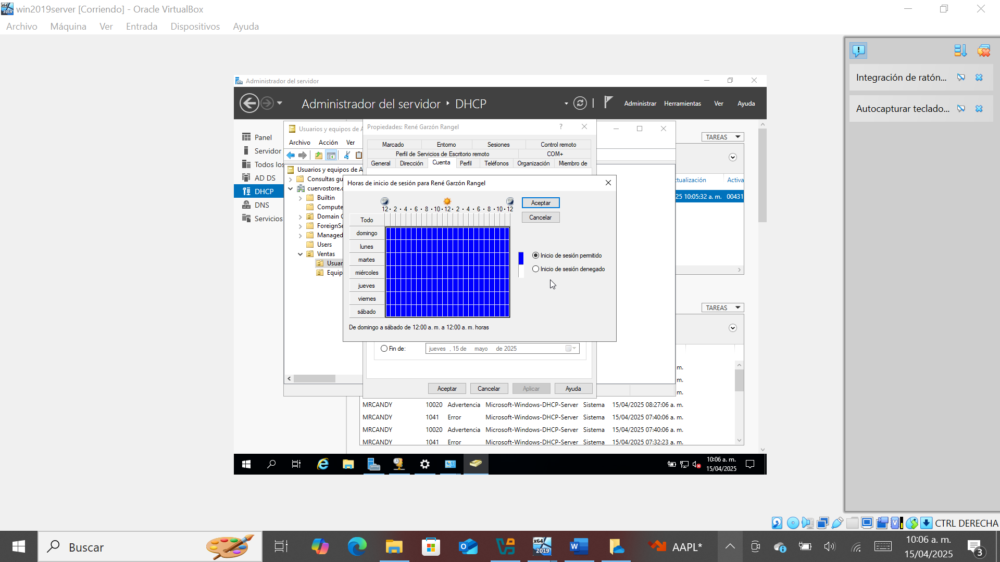 win2019server [Corriendo] - Oracle VirtualBox
Archivo Máquina Ver Entrada Dispositivos Ayuda
Integración de ratón...
Autocapturar teclado...
Administrador del servidor
Administrador del servidor DHCP
Administrar Herramientas Ver Ayuda
Panel
Servidor
Todos los
AD DS
DHCP
DNS
Servicios
Usuarios y equipos de A
Archivo Acción Ver
Usuarios y equipos de A
Consultas gu
cuervostore.c
Builtin
Compute
Domain C
ForeignSe
Managed
Users
Ventas
Usuar
Equip
Propiedades: René Garzón Rangel ?
Marcado Entorno Sesiones Control remoto
Perfil de Servicios de Escritorio remoto COM+
General Dirección Cuenta Perfil Teléfonos Organización Miembro de
Horas de inicio de sesión para René Garzón Rangel
12 · 2 · 4 · 6 · 8 · 10 · 12 · 2 · 4 · 6 · 8 · 10 · 12
Todo
domingo
lunes
martes
miércoles
jueves
viernes
sábado
Aceptar
Cancelar
Inicio de sesión permitido
Inicio de sesión denegado
De domingo a sábado de 12:00 a. m. a 12:00 a. m. horas
Fin de: jueves , 15 de mayo de 2025
Aceptar Cancelar Aplicar Ayuda
TAREAS
ctualización Activa
25 10:05:32 a. m. 00431
TAREAS
m.
m.
m.
MRCANDY 10020 Advertencia Microsoft-Windows-DHCP-Server Sistema 15/04/2025 08:27:06 a. m.
MRCANDY 1041 Error Microsoft-Windows-DHCP-Server Sistema 15/04/2025 07:40:06 a. m.
MRCANDY 10020 Advertencia Microsoft-Windows-DHCP-Server Sistema 15/04/2025 07:40:06 a. m.
MRCANDY 1041 Error Microsoft-Windows-DHCP-Server Sistema 15/04/2025 07:32:23 a. m.
10:06 a. m.
15/04/2025
CTRL DERECHA
Buscar
x64
2019
AAPL*
10:06 a. m.
15/04/2025
3